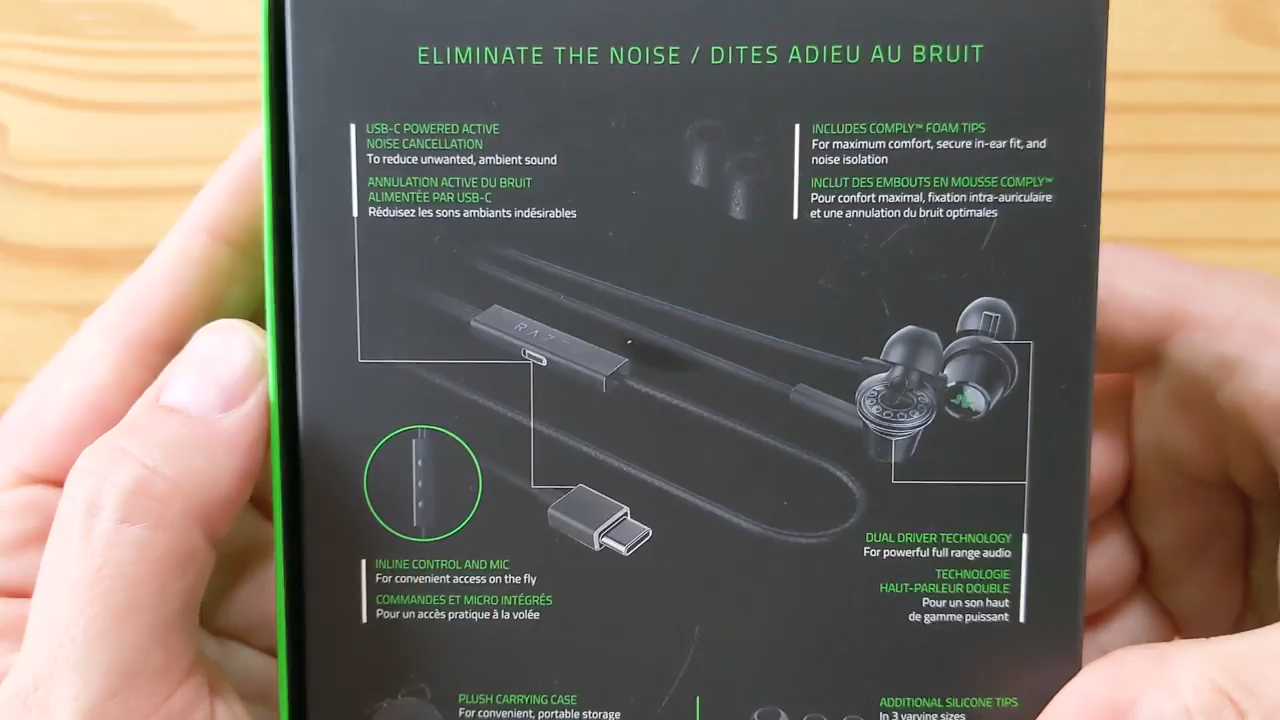 ELIMINATE THE NOISE / DITES ADIEU AU BRUIT
USB-C POWERED ACTIVE
NOISE CANCELLATION
To reduce unwanted, ambient sound
ANNULATION ACTIVE DU BRUIT
ALIMENTÉE PAR USB-C
Réduisez les sons ambiants indésirables
INCLUDES COMPLY™ FOAM TIPS
For maximum comfort, secure in-ear fit, and
noise isolation
INCLUT DES EMBOUTS EN MOUSSE COMPLY™
Pour confort maximal, fixation intra-auriculaire
et une annulation du bruit optimales
INLINE CONTROL AND MIC
For convenient access on the fly
COMMANDES ET MICRO INTÉGRÉS
Pour un accès pratique à la volée
DUAL DRIVER TECHNOLOGY
For powerful full range audio
TECHNOLOGIE
HAUT-PARLEUR DOUBLE
Pour un son haut
de gamme puissant
PLUSH CARRYING CASE
For convenient, portable storage
ADDITIONAL SILICONE TIPS
In 3 varying sizes